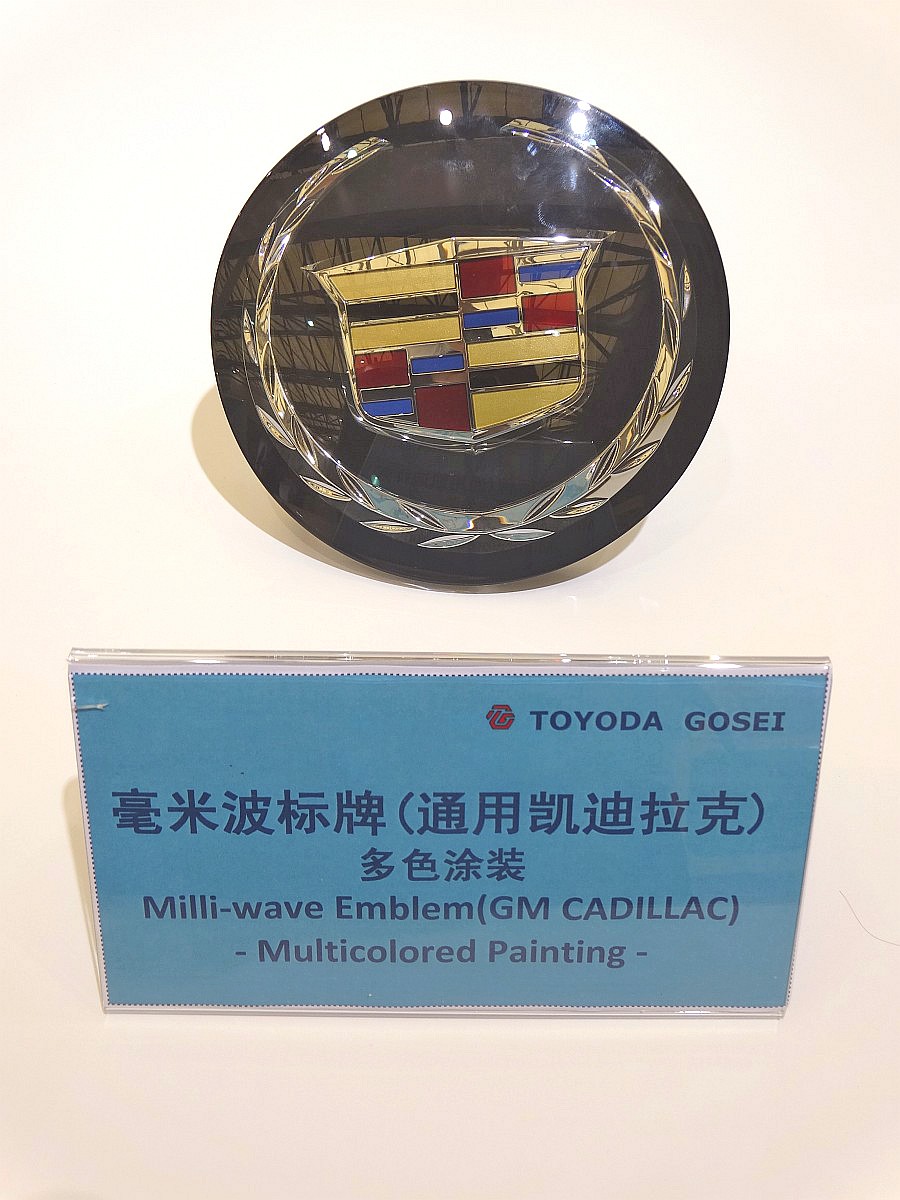 TOYODA GOSEI
毫米波标牌(通用凯迪拉克)
多色涂装
Milli-wave Emblem(GM CADILLAC)
- Multicolored Painting -